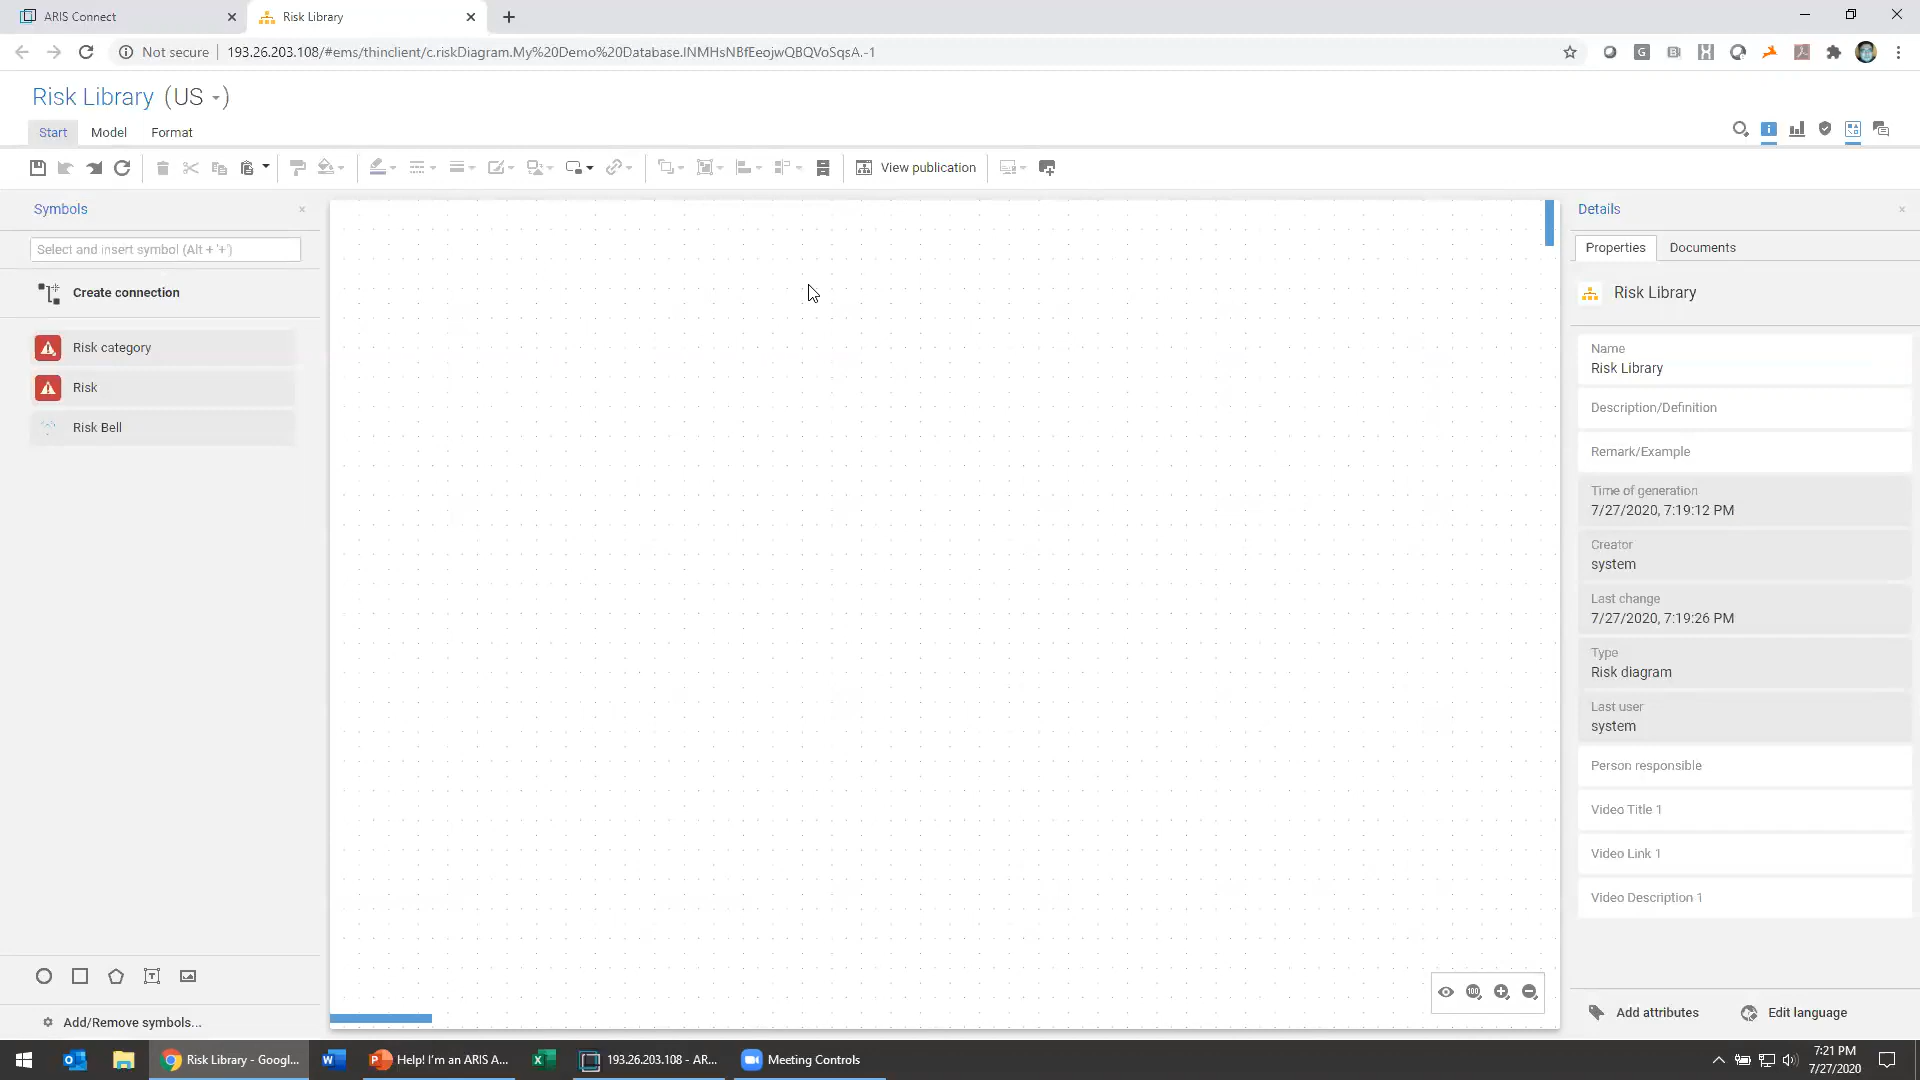 ARIS Connect
Risk Library
Not secure
193.26.203.108/#ems/thinclient/c.riskDiagram.My%20Demo%20Database.INMHsNBfEeojwQBQVoSqsA.-1
Risk Library (US)
Start
Model
Format
View publication
Symbols
Select and insert symbol (Alt + '+')
Create connection
Risk category
Risk
Risk Bell
Add/Remove symbols...
100
Details
Properties
Documents
Risk Library
Name
Risk Library
Description/Definition
Remark/Example
Time of generation
7/27/2020, 7:19:12 PM
Creator
system
Last change
7/27/2020, 7:19:26 PM
Type
Risk diagram
Last user
system
Person responsible
Video Title 1
Video Link 1
Video Description 1
Add attributes
Edit language
Risk Library - Googl...
Help! I'm an ARIS A...
193.26.203.108 - AR...
Meeting Controls
7:21 PM
7/27/2020